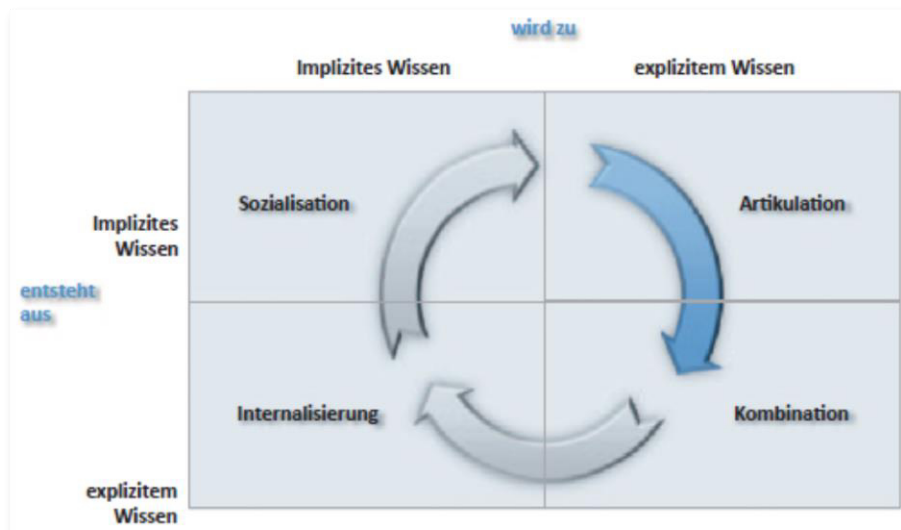 wird zu
Implizites Wissen
explizitem Wissen
Sozialisation
Artikulation
Implizites
Wissen
entsteht
aus
Internalisierung
Kombination
explizitem
Wissen